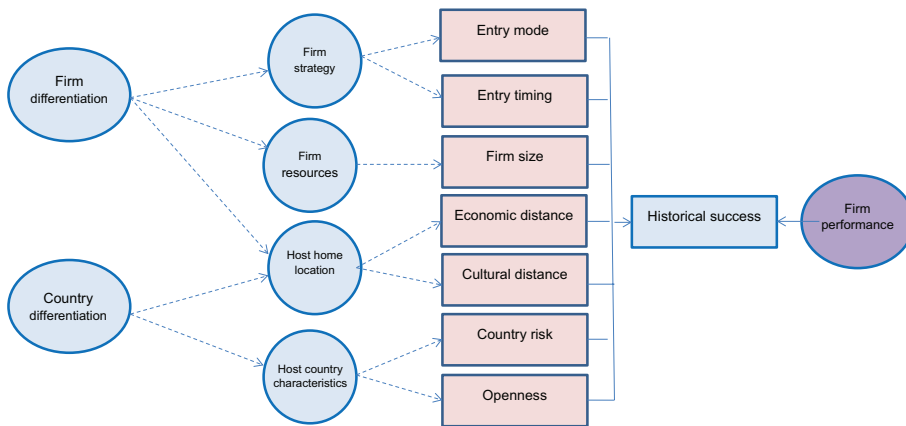 Firm
differentiation
Country
differentiation
Firm
strategy
Firm
resources
Host home
location
Host country
characteristics
Entry mode
Entry timing
Firm size
Economic distance
Cultural distance
Country risk
Openness
Historical success
Firm
performance